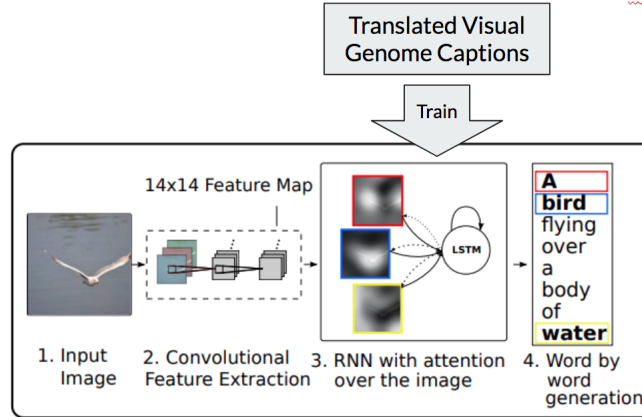 Translated Visual
Genome Captions
Train
14x14 Feature Map
LSTM
A
bird
flying
over
a
body
of
water
1. Input
Image
2. Convolutional
Feature Extraction
3. RNN with attention
over the image
4. Word by
word
generation